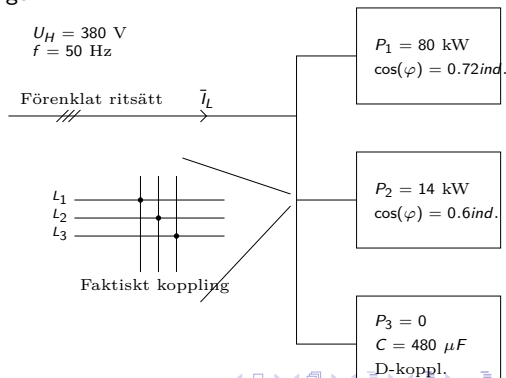 U_H = 380 V
f = 50 Hz
Förenklat ritsätt
I̅_L
L_1
L_2
L_3
Faktiskt koppling
P_1 = 80 kW
cos(φ) = 0.72ind.
P_2 = 14 kW
cos(φ) = 0.6ind.
P_3 = 0
C = 480 μF
D-koppl.